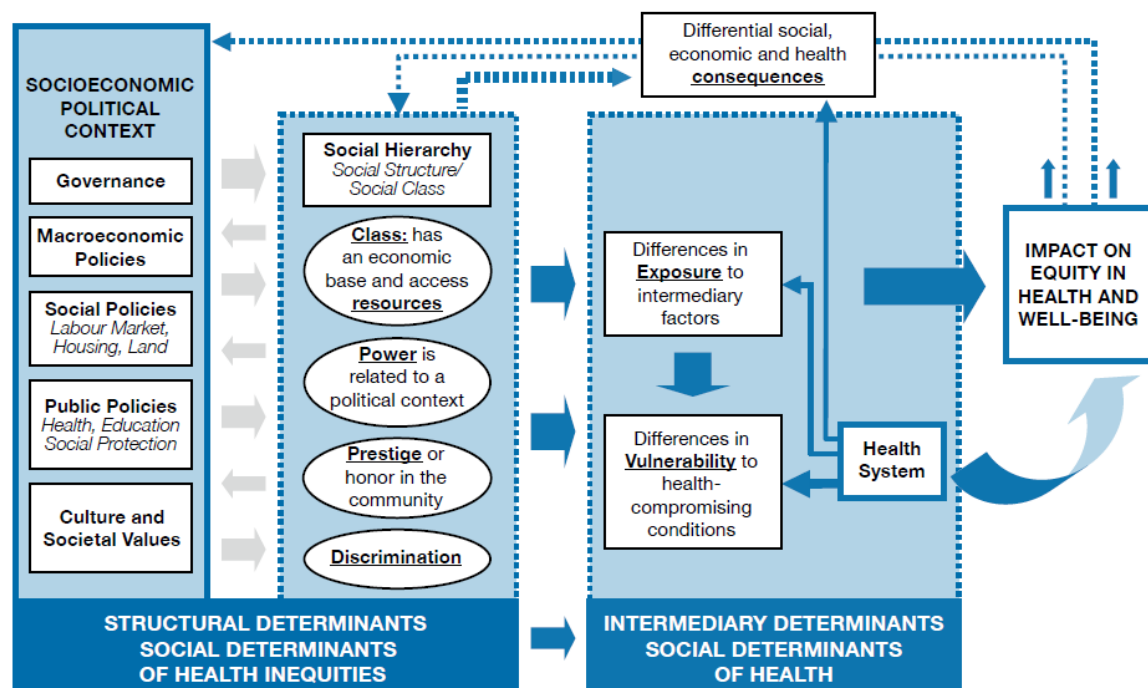 Differential social,
economic and health
consequences
SOCIOECONOMIC
POLITICAL
CONTEXT
Governance
Macroeconomic
Policies
Social Policies
Labour Market,
Housing, Land
Public Policies
Health, Education
Social Protection
Culture and
Societal Values
Social Hierarchy
Social Structure/
Social Class
Class: has
an economic
base and access
resources
Power is
related to a
political context
Prestige or
honor in the
community
Discrimination
Differences in
Exposure to
intermediary
factors
Differences in
Vulnerability to
health-
compromising
conditions
Health
System
IMPACT ON
EQUITY IN
HEALTH AND
WELL-BEING
STRUCTURAL DETERMINANTS
SOCIAL DETERMINANTS
OF HEALTH INEQUITIES
INTERMEDIARY DETERMINANTS
SOCIAL DETERMINANTS
OF HEALTH